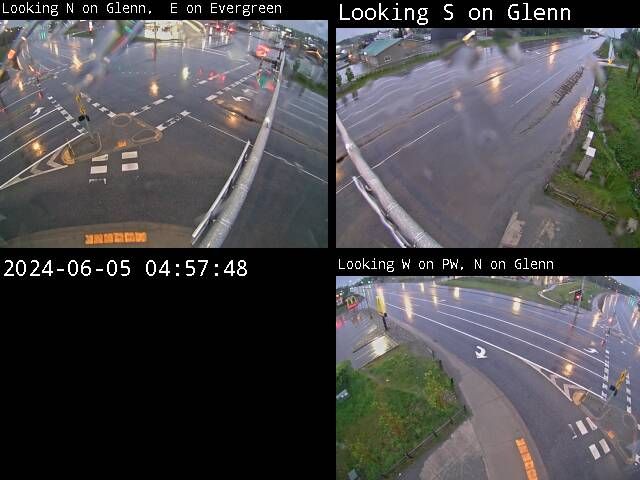 Looking N on Glenn, E on Evergreen
Looking S on Glenn
2024-06-05 04:57:48
Looking W on PW, N on Glenn